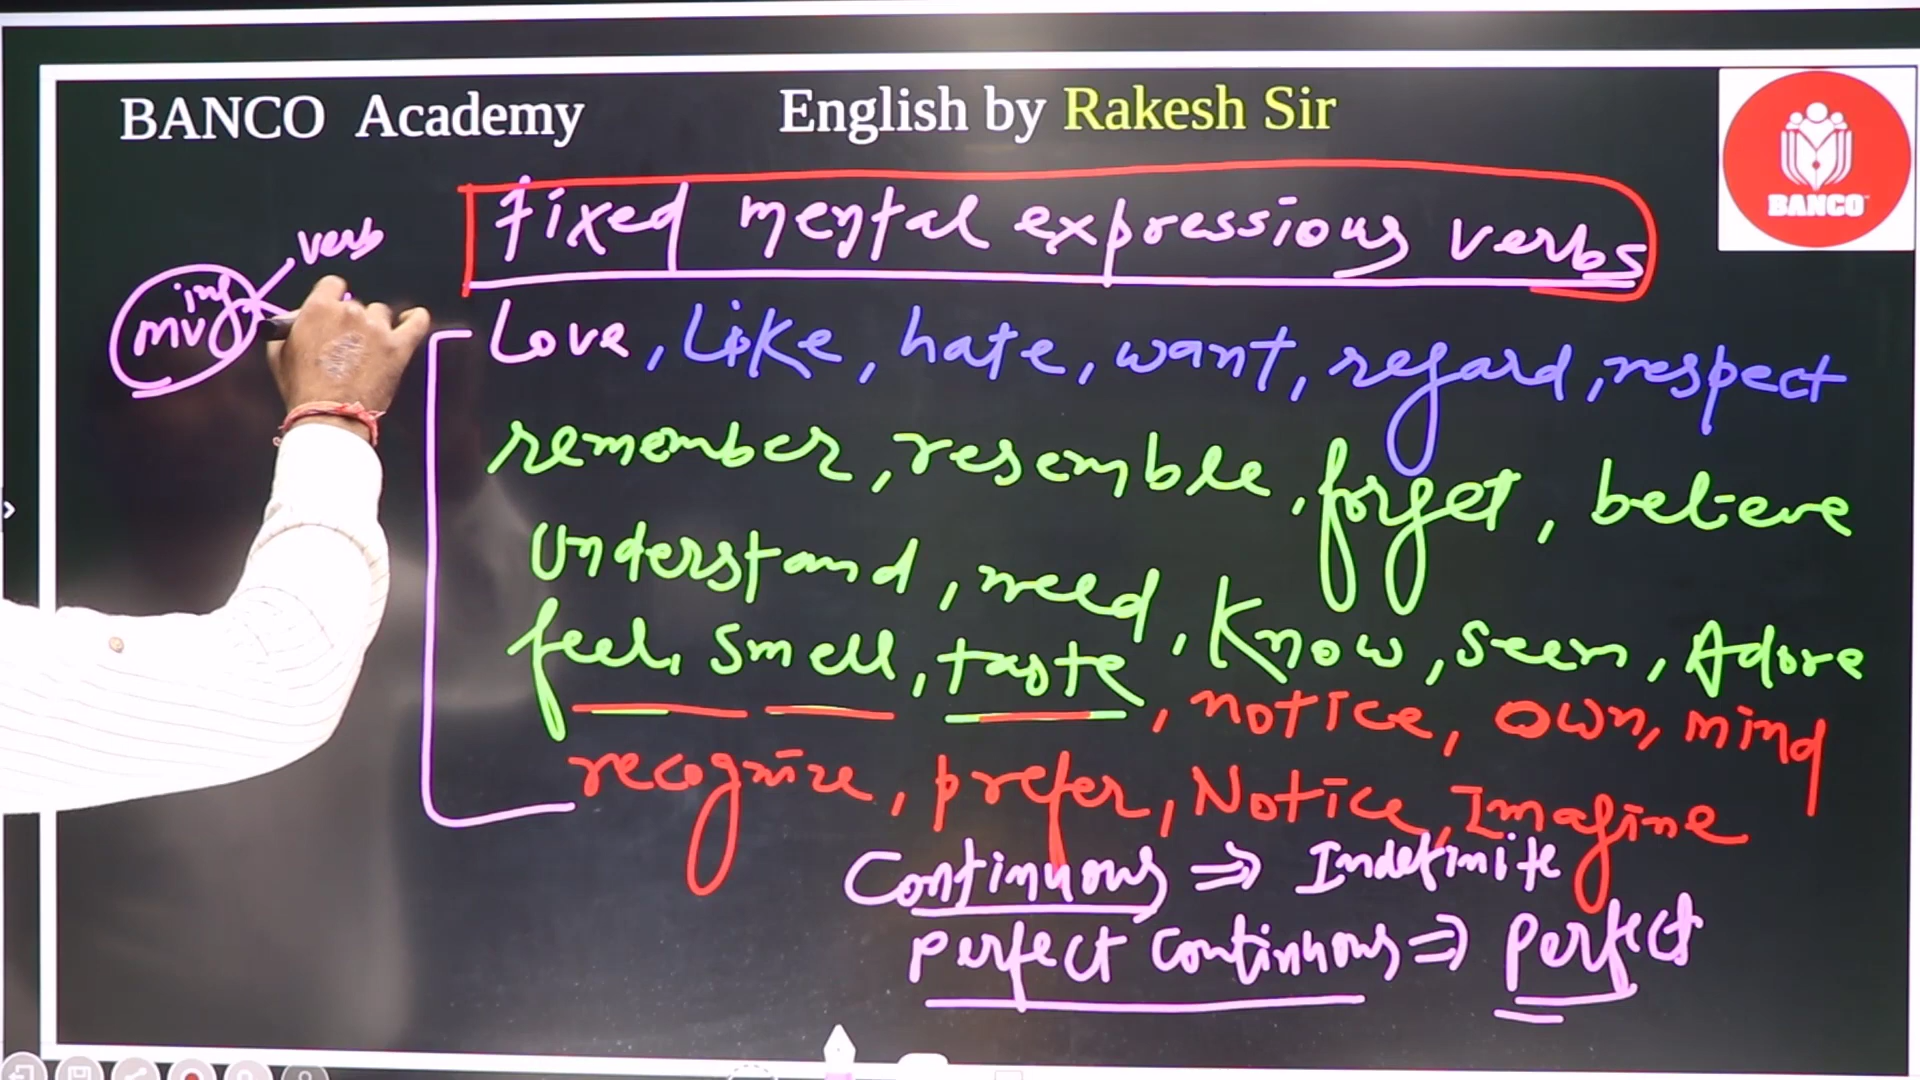 BANCO Academy English by Rakesh Sir
BANCO
Fixed mental expressions verbs
verb
ing
mv
Love, Like, hate, want, regard, respect
remember, resemble, forget, believe
Understand, need, Know, seem, Adore
feel, smell, taste, notice, own, mind
recognize, prefer, Notice, Imagine
Continuous ⇒ Indefinite
perfect continuous ⇒ perfect